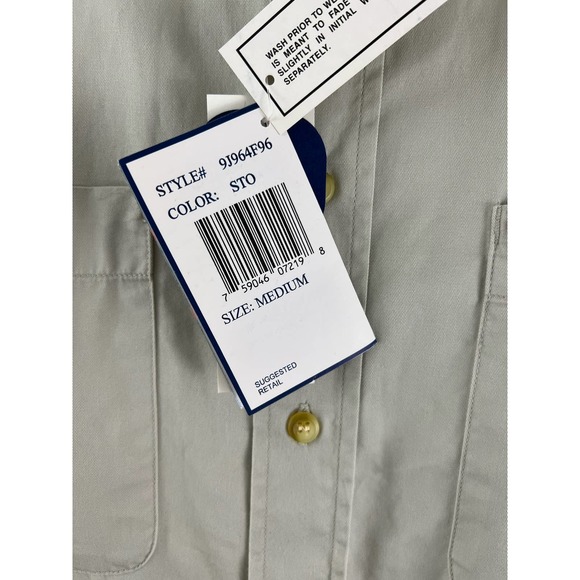 WASH PRIOR TO
IS MEANT TO FADE
SLIGHTLY IN INITIAL
SEPARATELY.
STYLE# 9J964F96
COLOR: STO
7 59046 07219 8
SIZE: MEDIUM
SUGGESTED
RETAIL